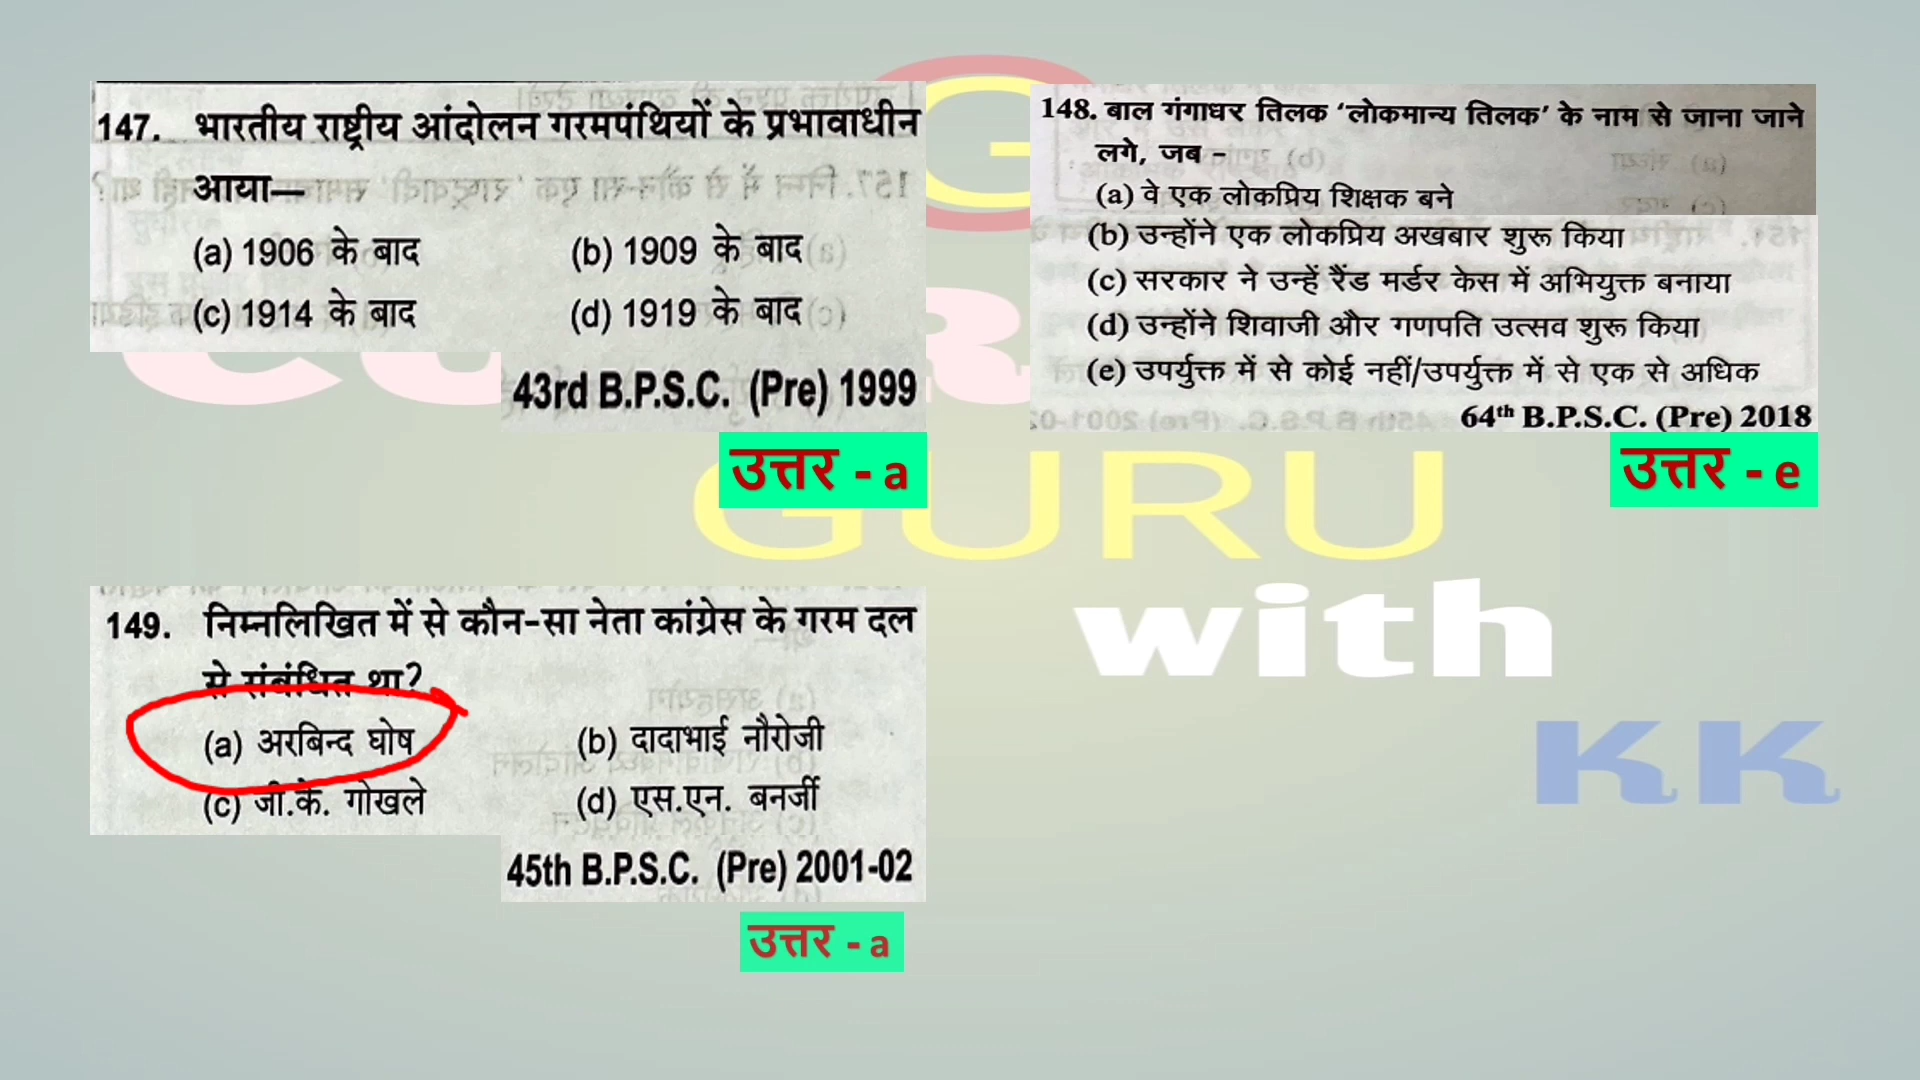 147. भारतीय राष्ट्रीय आंदोलन गरमपंथियों के प्रभावाधीन
आया—
(a) 1906 के बाद (b) 1909 के बाद
(c) 1914 के बाद (d) 1919 के बाद
43rd B.P.S.C. (Pre) 1999
उत्तर - a
148. बाल गंगाधर तिलक ‘लोकमान्य तिलक’ के नाम से जाना जाने
लगे, जब –
(a) वे एक लोकप्रिय शिक्षक बने
(b) उन्होंने एक लोकप्रिय अखबार शुरू किया
(c) सरकार ने उन्हें रैंड मर्डर केस में अभियुक्त बनाया
(d) उन्होंने शिवाजी और गणपति उत्सव शुरू किया
(e) उपर्युक्त में से कोई नहीं/उपर्युक्त में से एक से अधिक
64th B.P.S.C. (Pre) 2018
उत्तर - e
149. निम्नलिखित में से कौन-सा नेता कांग्रेस के गरम दल
से संबंधित था?
(a) अरबिन्द घोष (b) दादाभाई नौरोजी
(c) जी.के. गोखले (d) एस.एन. बनर्जी
45th B.P.S.C. (Pre) 2001-02
उत्तर - a
G
GURU
with
KK